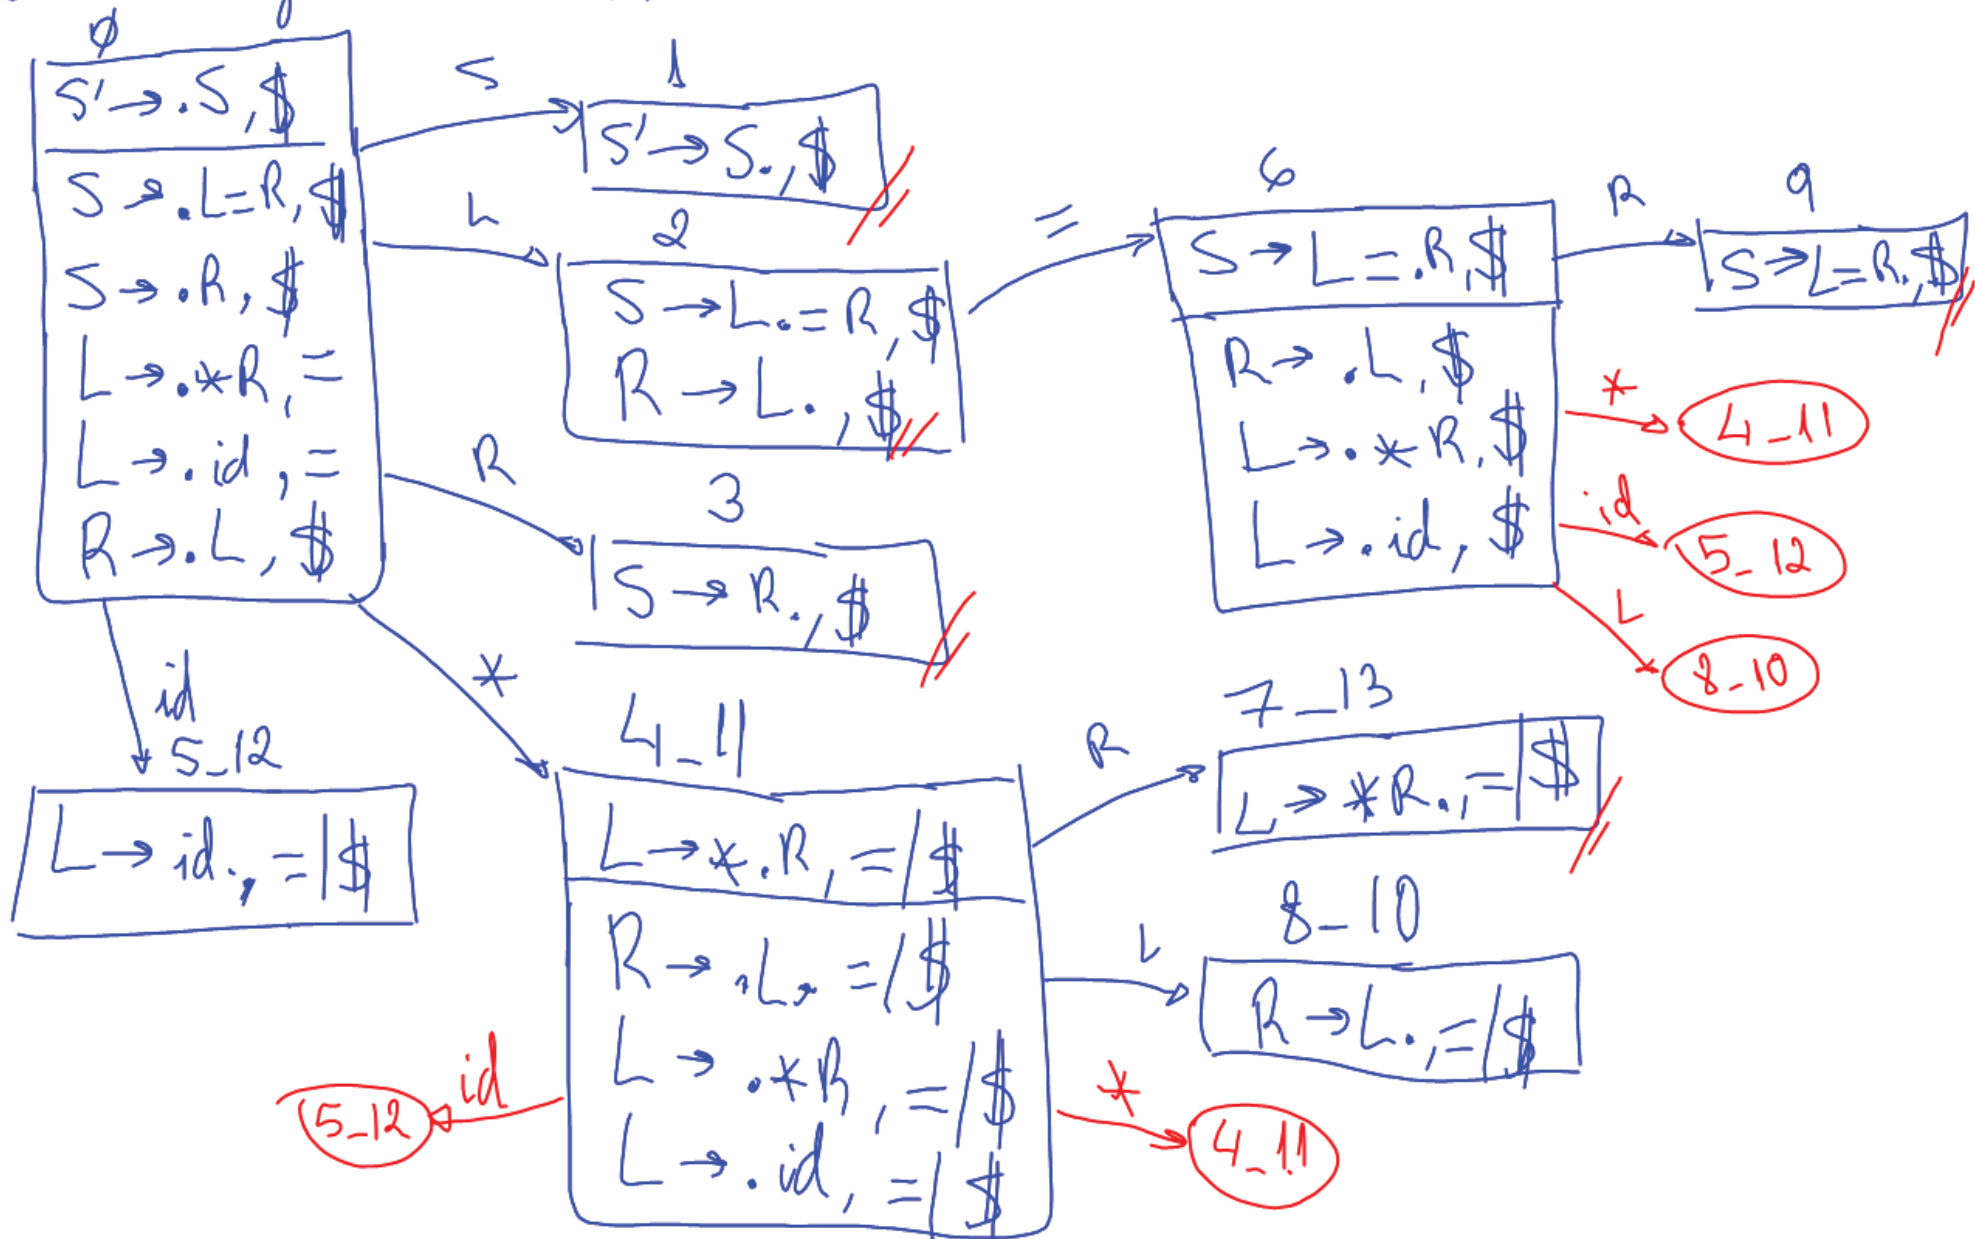 φ
S' → .S , $
S → .L=R, $
S → .R, $
L → .*R, =
L → .id , =
R → .L , $
S
1
S' → S. , $
L
2
S → L.=R, $
R → L. , $
R
3
S → R. , $
=
6
S → L=.R, $
R → .L, $
L → .*R, $
L → .id, $
R
9
S → L=R., $
*
4_11
id
5_12
L
8_10
id
5_12
L → id., =|$
*
4_11
L → *.R, =/$
R → .L, =/$
L → .*R, =/$
L → .id, =/$
R
7_13
L → *R., =|$
L
8_10
R → L., =/$
*
4_11
id
5_12